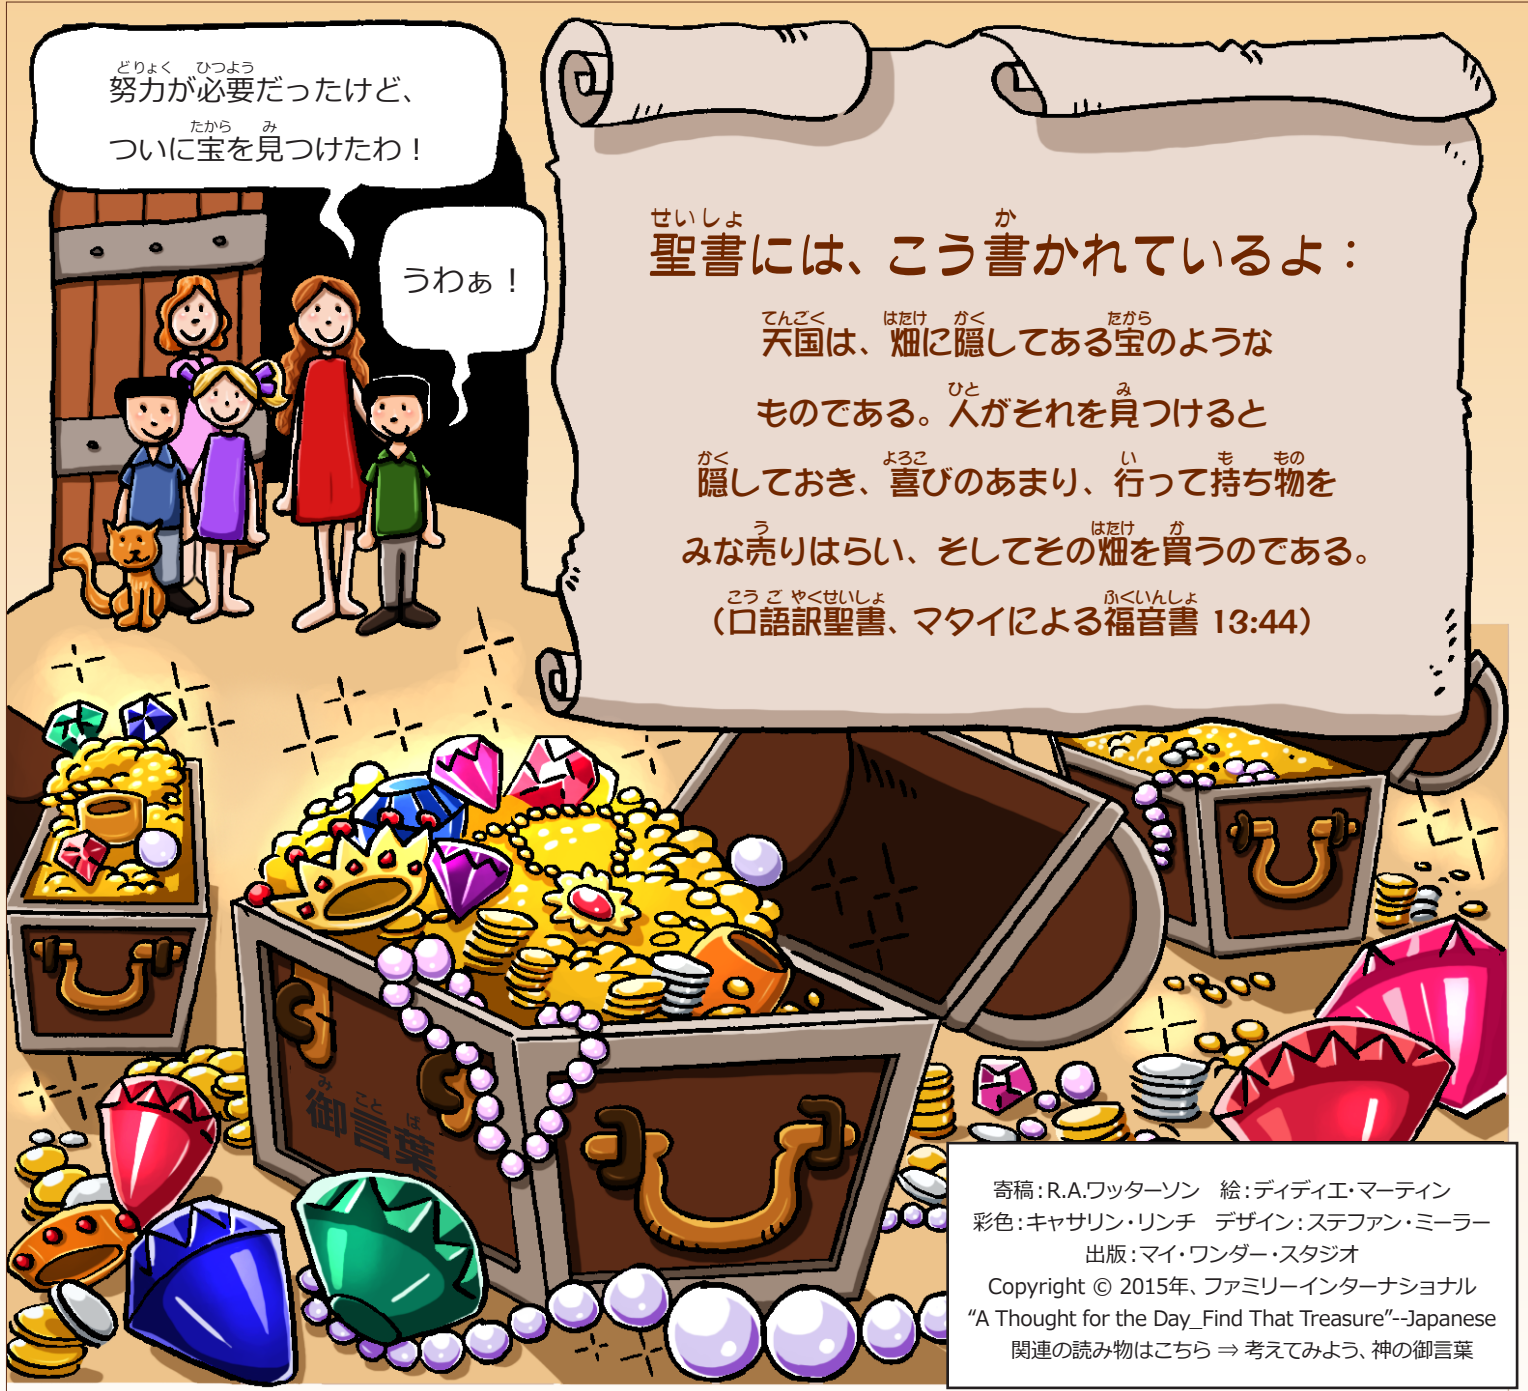 努力が必要だったけど、
ついに宝を見つけたわ！
うわぁ！
聖書には、こう書かれているよ：
天国は、畑に隠してある宝のような
ものである。人がそれを見つけると
隠しておき、喜びのあまり、行って持ち物を
みな売りはらい、そしてその畑を買うのである。
（口語訳聖書、マタイによる福音書 13:44）
御言葉
寄稿：R.A.ワッターソン　絵：ディディエ・マーティン
彩色：キャサリン・リンチ　デザイン：ステファン・ミーラー
出版：マイ・ワンダー・スタジオ
Copyright © 2015年、ファミリーインターナショナル
“A Thought for the Day_Find That Treasure”--Japanese
関連の読み物はこちら ⇒ 考えてみよう、神の御言葉